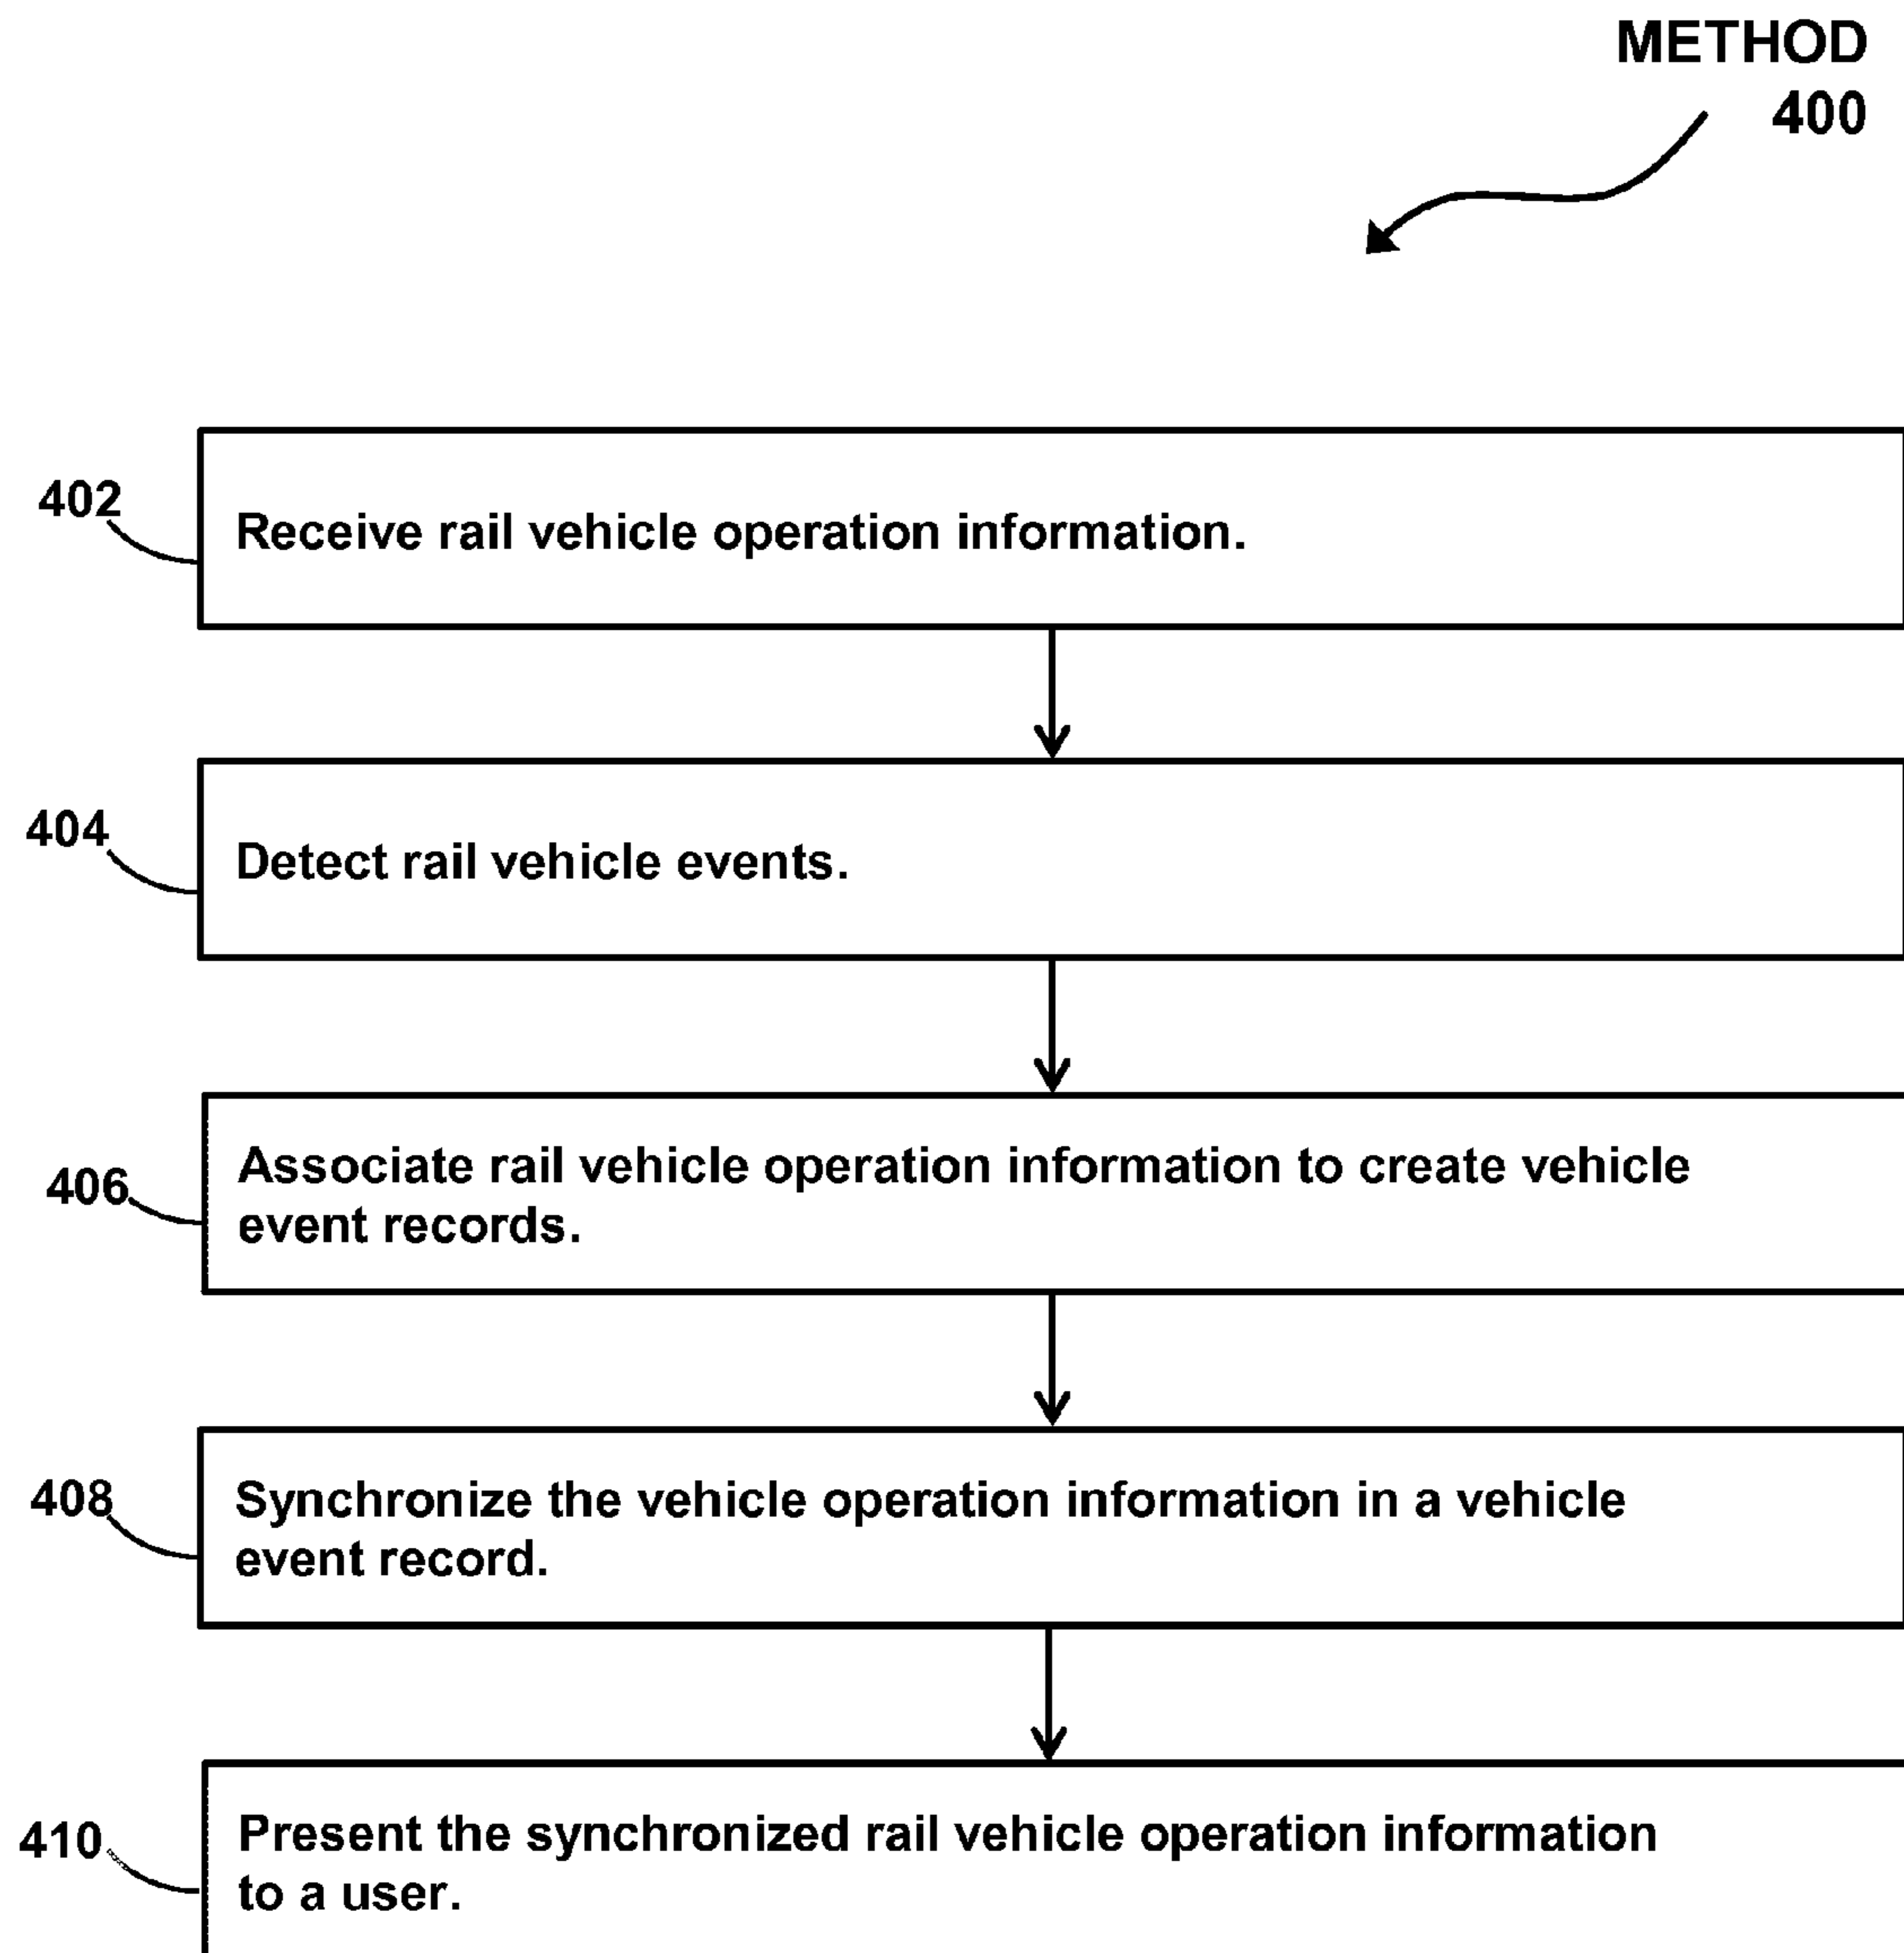 METHOD
400
402
Receive rail vehicle operation information.
404
Detect rail vehicle events.
406
Associate rail vehicle operation information to create vehicle
event records.
408
Synchronize the vehicle operation information in a vehicle
event record.
410
Present the synchronized rail vehicle operation information
to a user.